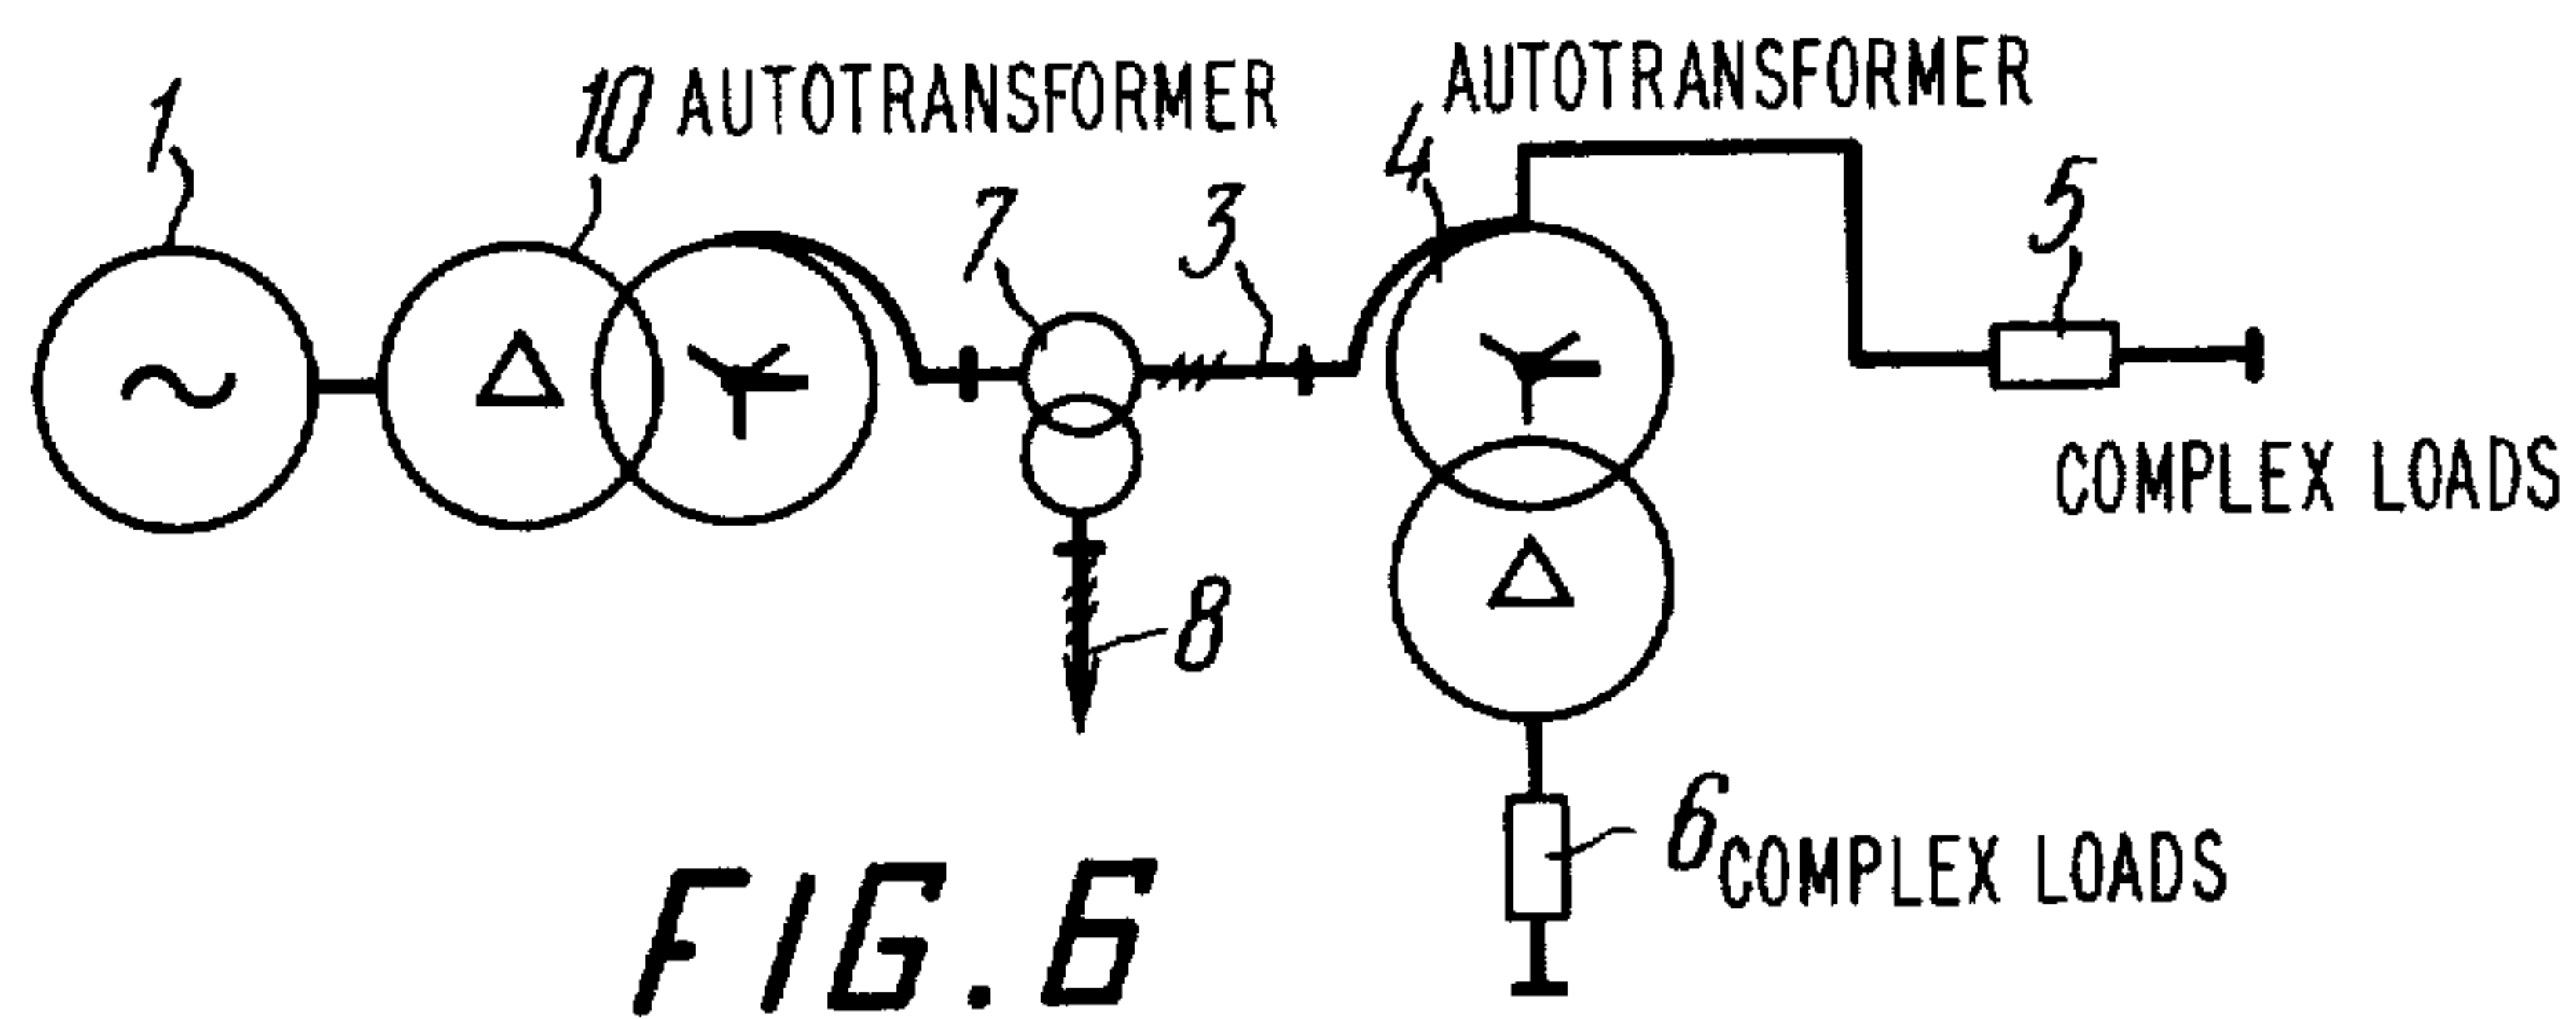 1
10 AUTOTRANSFORMER
AUTOTRANSFORMER
4
7
3
5
COMPLEX LOADS
8
6 COMPLEX LOADS
FIG. 6